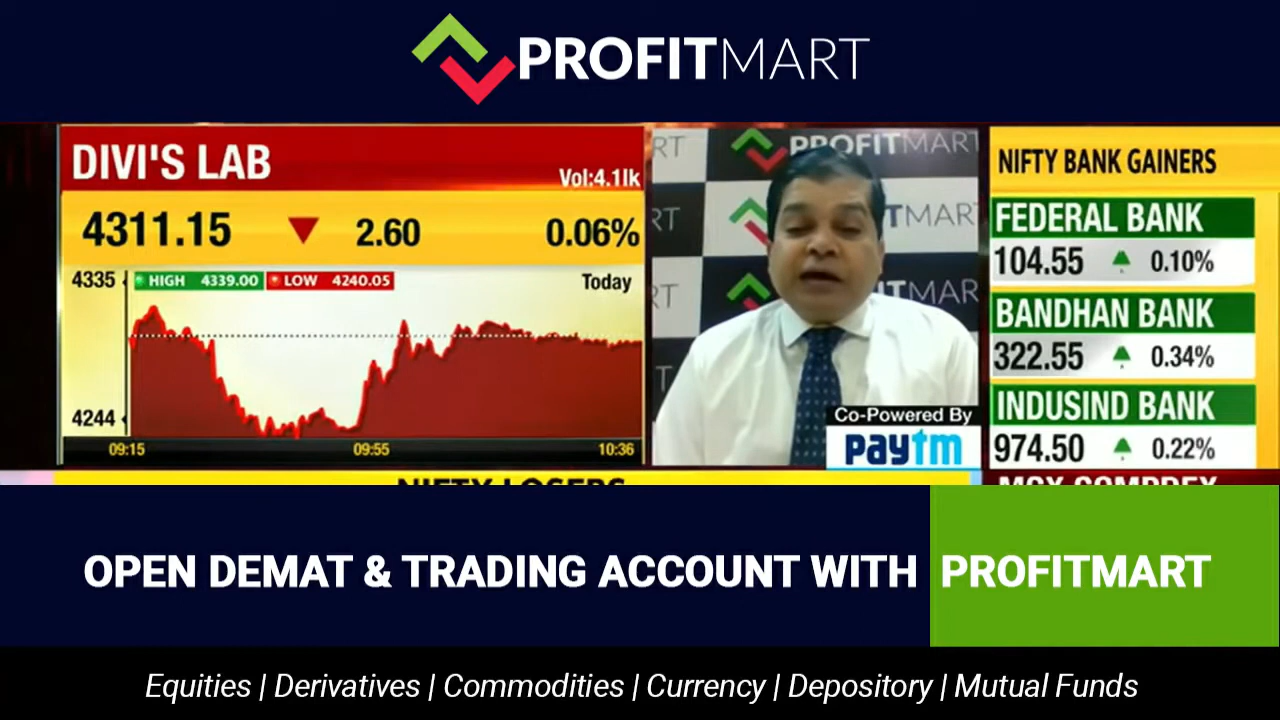 PROFITMART
DIVI'S LAB
Vol:4.1lk
4311.15 ▼ 2.60 0.06%
4335
HIGH 4339.00 LOW 4240.05
Today
4244
09:15 09:55 10:36
PROFITMART
Co-Powered By
paytm
NIFTY BANK GAINERS
FEDERAL BANK
104.55 ▲ 0.10%
BANDHAN BANK
322.55 ▲ 0.34%
INDUSIND BANK
974.50 ▲ 0.22%
NIFTY LOSERS
OPEN DEMAT & TRADING ACCOUNT WITH PROFITMART
Equities | Derivatives | Commodities | Currency | Depository | Mutual Funds